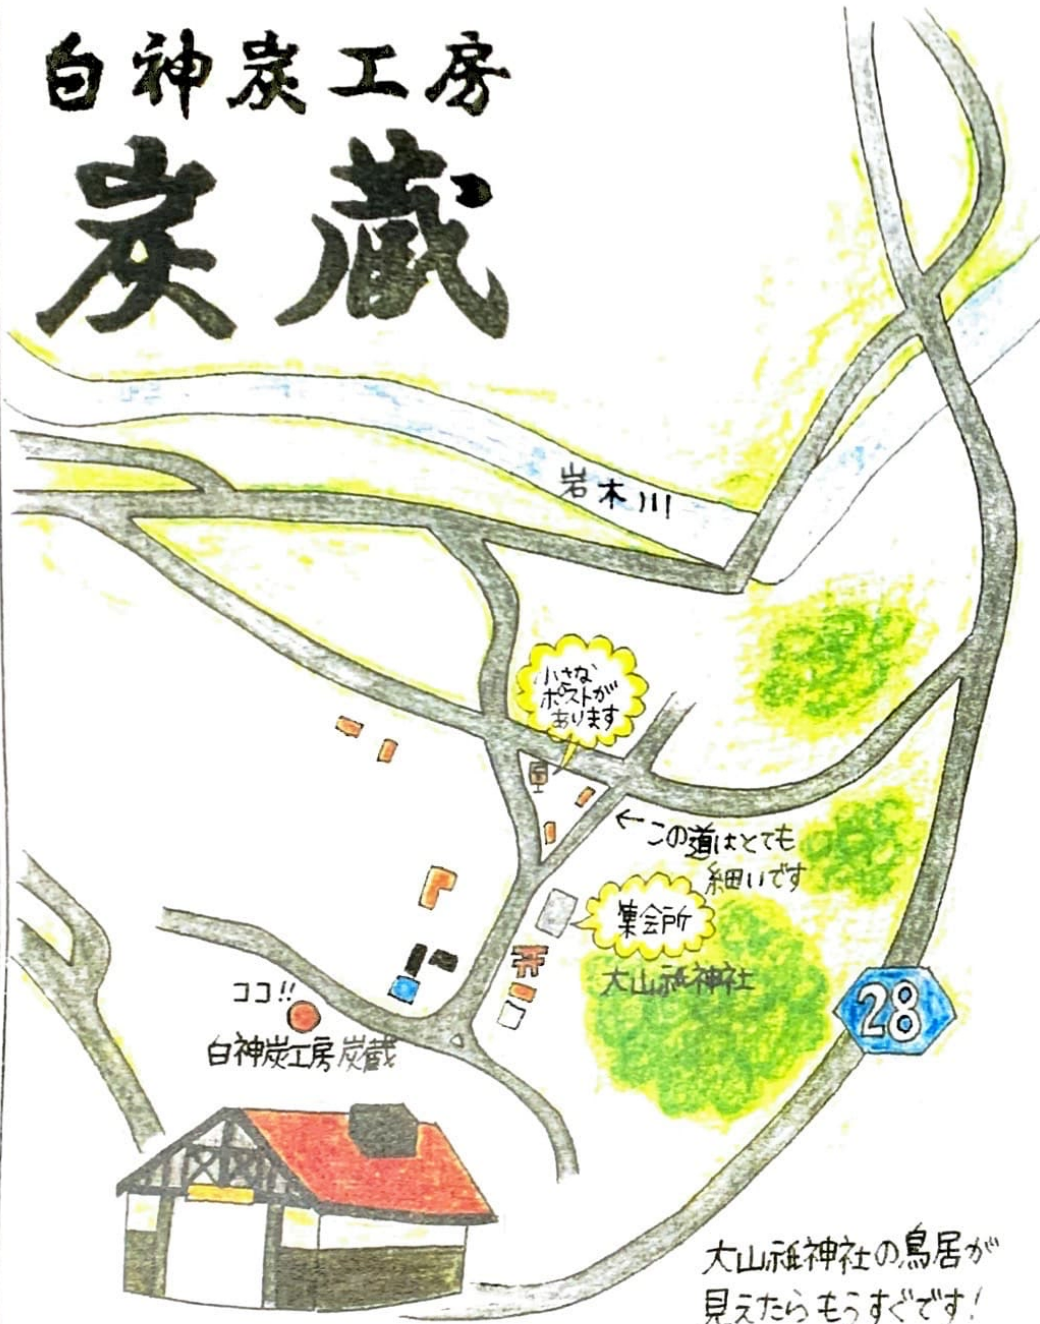 白神炭工房
炭蔵
岩木川
小さな
ポストが
あります
←この道はとても
細いです
集会所
大山祇神社
28
ココ!!
白神炭工房 炭蔵
大山祇神社の鳥居が
見えたらもうすぐです!